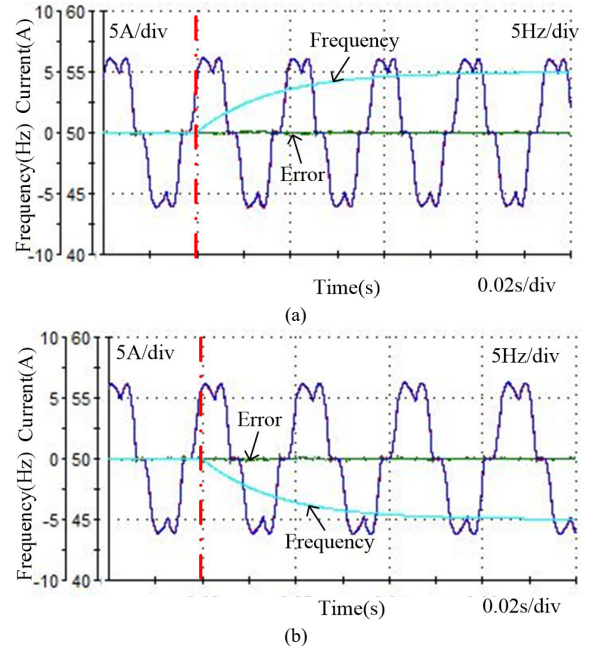 5A/div
5Hz/div
Frequency(Hz) Current(A)
10 60
5 55
0 50
-5 45
-10 40
Frequency
Error
Time(s)
0.02s/div
(a)
5A/div
5Hz/div
Frequency(Hz) Current(A)
10 60
5 55
0 50
-5 45
-10 40
Error
Frequency
Time(s)
0.02s/div
(b)